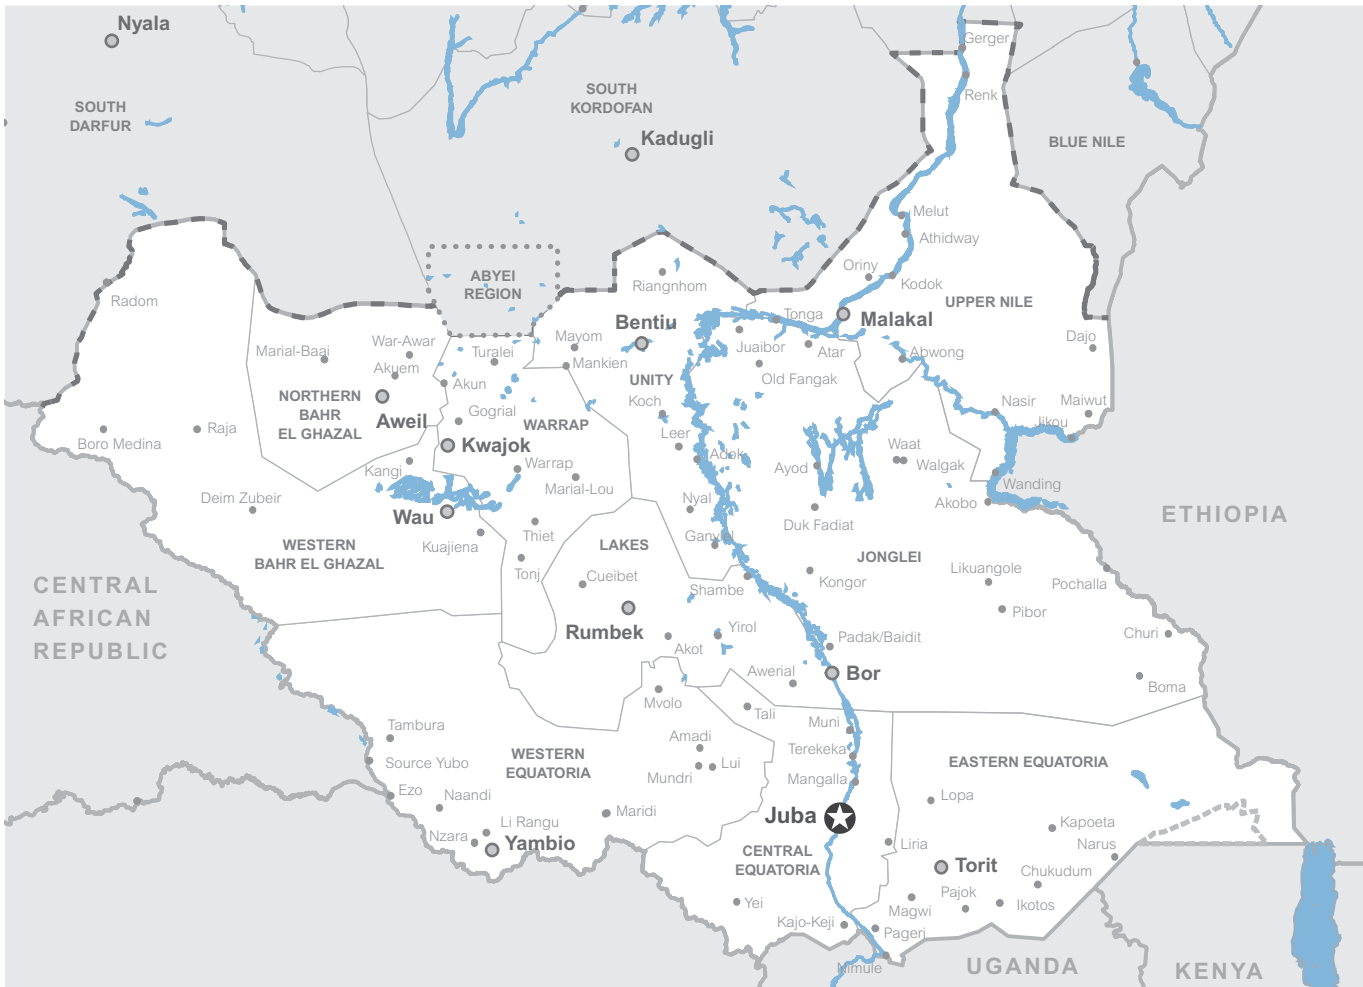 Nyala
Gerger
SOUTH
KORDOFAN
Renk
SOUTH
DARFUR
Kadugli
BLUE NILE
Melut
Athidway
Oriny
Kodok
ABYEI
REGION
Riangnhom
Radom
UPPER NILE
Tonga
Malakal
Bentiu
Mayom
War-Awar
Marial-Baai
Turalei
Juaibor
Atar
Abwong
Dajo
Mankien
Akuem
Akun
UNITY
Old Fangak
NORTHERN
BAHR
EL GHAZAL
Koch
Nasir
Maiwut
Gogrial
Aweil
WARRAP
Jikou
Raja
Boro Medina
Leer
Kwajok
Waat
Adok
Walgak
Kangi
Warrap
Ayod
Wanding
Marial-Lou
Deim Zubeir
Nyal
Akobo
Wau
Duk Fadiat
ETHIOPIA
Thiet
Ganyiel
Kuajiena
LAKES
WESTERN
BAHR EL GHAZAL
JONGLEI
Tonj
Cueibet
Kongor
Likuangole
Pochalla
Shambe
CENTRAL
AFRICAN
REPUBLIC
Pibor
Rumbek
Yirol
Padak/Baidit
Churi
Akot
Awerial
Bor
Boma
Mvolo
Tali
Muni
Tambura
Amadi
Terekeka
WESTERN
EQUATORIA
Source Yubo
Lui
EASTERN EQUATORIA
Mundri
Mangalla
Ezo
Naandi
Lopa
Maridi
Juba
Li Rangu
Kapoeta
Nzara
Yambio
Liria
Narus
CENTRAL
EQUATORIA
Torit
Chukudum
Pajok
Yei
Magwi
Ikotos
Kajo-Keji
Pageri
Nimule
UGANDA
KENYA